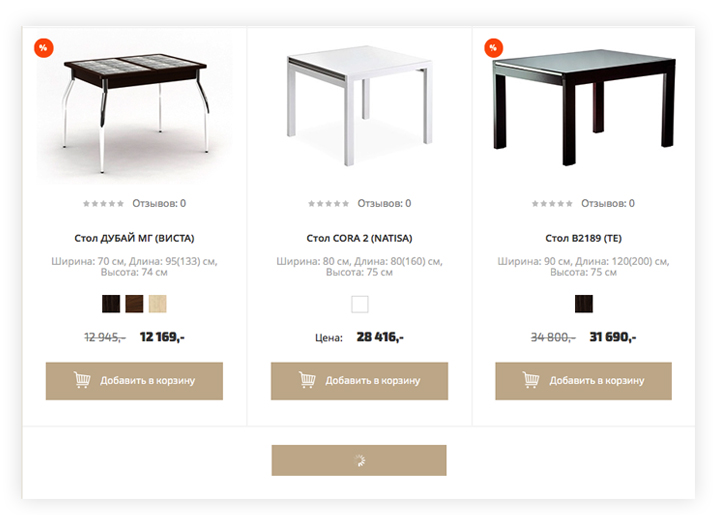 %
%
Отзывов: 0
Отзывов: 0
Отзывов: 0
Стол ДУБАЙ МГ (ВИСТА)
Ширина: 70 см, Длина: 95(133) см,
Высота: 74 см
Стол CORA 2 (NATISA)
Ширина: 80 см, Длина: 80(160) см,
Высота: 75 см
Стол B2189 (TE)
Ширина: 90 см, Длина: 120(200) см,
Высота: 75 см
12 945,- 12 169,-
Цена: 28 416,-
34 800,- 31 690,-
Добавить в корзину
Добавить в корзину
Добавить в корзину